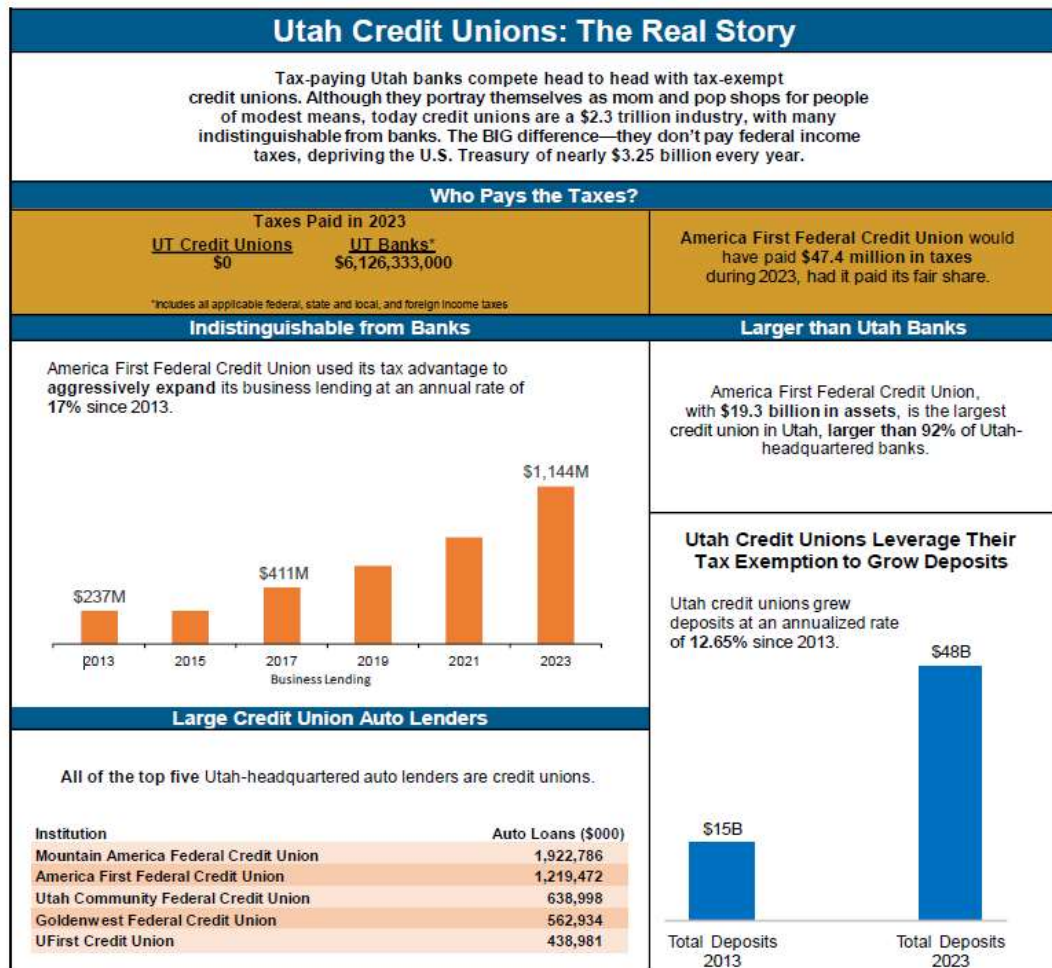 Utah Credit Unions: The Real Story
Tax-paying Utah banks compete head to head with tax-exempt
credit unions. Although they portray themselves as mom and pop shops for people
of modest means, today credit unions are a $2.3 trillion industry, with many
indistinguishable from banks. The BIG difference—they don't pay federal income
taxes, depriving the U.S. Treasury of nearly $3.25 billion every year.
Who Pays the Taxes?
Taxes Paid in 2023
UT Credit Unions UT Banks*
$0 $6,126,333,000
*Includes all applicable federal, state and local, and foreign income taxes
America First Federal Credit Union would
have paid $47.4 million in taxes
during 2023, had it paid its fair share.
Indistinguishable from Banks
America First Federal Credit Union used its tax advantage to
aggressively expand its business lending at an annual rate of
17% since 2013.
$237M
$411M
$1,144M
2013 2015 2017 2019 2021 2023
Business Lending
Larger than Utah Banks
America First Federal Credit Union,
with $19.3 billion in assets, is the largest
credit union in Utah, larger than 92% of Utah-
headquartered banks.
Utah Credit Unions Leverage Their
Tax Exemption to Grow Deposits
Utah credit unions grew
deposits at an annualized rate
of 12.65% since 2013.
$15B
$48B
Total Deposits
2013
Total Deposits
2023
Large Credit Union Auto Lenders
All of the top five Utah-headquartered auto lenders are credit unions.
Institution Auto Loans ($000)
Mountain America Federal Credit Union 1,922,786
America First Federal Credit Union 1,219,472
Utah Community Federal Credit Union 638,998
Goldenwest Federal Credit Union 562,934
UFirst Credit Union 438,981